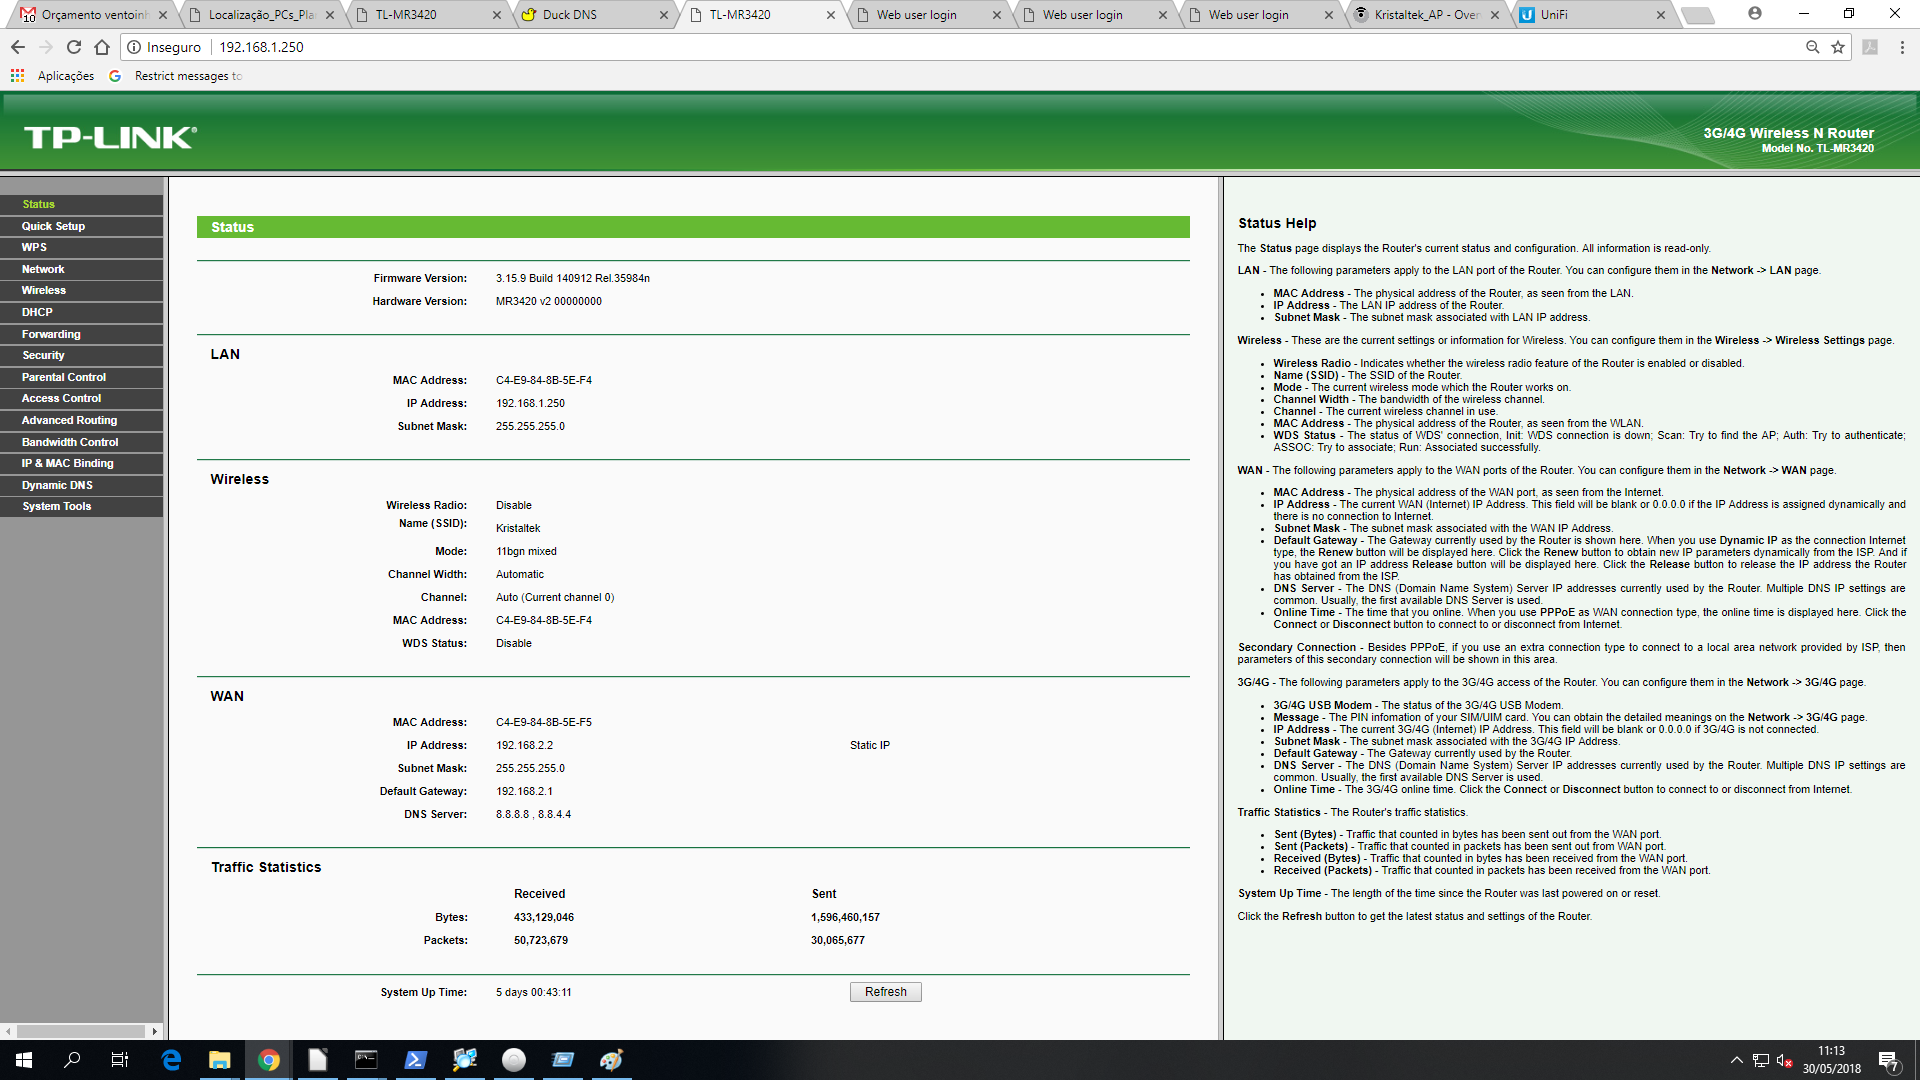 Orçamento ventoinh
Localização_PCs_Pla
TL-MR3420
Duck DNS
TL-MR3420
Web user login
Web user login
Web user login
Kristaltek_AP - Over
UniFi
Inseguro
192.168.1.250
Aplicações
Restrict messages to
TP-LINK®
3G/4G Wireless N Router
Model No. TL-MR3420
Status
Quick Setup
WPS
Network
Wireless
DHCP
Forwarding
Security
Parental Control
Access Control
Advanced Routing
Bandwidth Control
IP & MAC Binding
Dynamic DNS
System Tools
Status
Firmware Version: 3.15.9 Build 140912 Rel.35984n
Hardware Version: MR3420 v2 00000000
LAN
MAC Address: C4-E9-84-8B-5E-F4
IP Address: 192.168.1.250
Subnet Mask: 255.255.255.0
Wireless
Wireless Radio: Disable
Name (SSID): Kristaltek
Mode: 11bgn mixed
Channel Width: Automatic
Channel: Auto (Current channel 0)
MAC Address: C4-E9-84-8B-5E-F4
WDS Status: Disable
WAN
MAC Address: C4-E9-84-8B-5E-F5
IP Address: 192.168.2.2 Static IP
Subnet Mask: 255.255.255.0
Default Gateway: 192.168.2.1
DNS Server: 8.8.8.8 , 8.8.4.4
Traffic Statistics
Received Sent
Bytes: 433,129,046 1,596,460,157
Packets: 50,723,679 30,065,677
System Up Time: 5 days 00:43:11 Refresh
Status Help
The Status page displays the Router's current status and configuration. All information is read-only.
LAN - The following parameters apply to the LAN port of the Router. You can configure them in the Network -> LAN page.
• MAC Address - The physical address of the Router, as seen from the LAN.
• IP Address - The LAN IP address of the Router.
• Subnet Mask - The subnet mask associated with LAN IP address.
Wireless - These are the current settings or information for Wireless. You can configure them in the Wireless -> Wireless Settings page.
• Wireless Radio - Indicates whether the wireless radio feature of the Router is enabled or disabled.
• Name (SSID) - The SSID of the Router.
• Mode - The current wireless mode which the Router works on.
• Channel Width - The bandwidth of the wireless channel.
• Channel - The current wireless channel in use.
• MAC Address - The physical address of the Router, as seen from the WLAN.
• WDS Status - The status of WDS' connection, Init: WDS connection is down; Scan: Try to find the AP; Auth: Try to authenticate;
ASSOC: Try to associate; Run: Associated successfully.
WAN - The following parameters apply to the WAN ports of the Router. You can configure them in the Network -> WAN page.
• MAC Address - The physical address of the WAN port, as seen from the Internet.
• IP Address - The current WAN (Internet) IP Address. This field will be blank or 0.0.0.0 if the IP Address is assigned dynamically and
there is no connection to Internet.
• Subnet Mask - The subnet mask associated with the WAN IP Address.
• Default Gateway - The Gateway currently used by the Router is shown here. When you use Dynamic IP as the connection Internet
type, the Renew button will be displayed here. Click the Renew button to obtain new IP parameters dynamically from the ISP. And if
you have got an IP address Release button will be displayed here. Click the Release button to release the IP address the Router
has obtained from the ISP.
• DNS Server - The DNS (Domain Name System) Server IP addresses currently used by the Router. Multiple DNS IP settings are
common. Usually, the first available DNS Server is used.
• Online Time - The time that you online. When you use PPPoE as WAN connection type, the online time is displayed here. Click the
Connect or Disconnect button to connect to or disconnect from Internet.
Secondary Connection - Besides PPPoE, if you use an extra connection type to connect to a local area network provided by ISP, then
parameters of this secondary connection will be shown in this area.
3G/4G - The following parameters apply to the 3G/4G access of the Router. You can configure them in the Network -> 3G/4G page.
• 3G/4G USB Modem - The status of the 3G/4G USB Modem.
• Message - The PIN infomation of your SIM/UIM card. You can obtain the detailed meanings on the Network -> 3G/4G page.
• IP Address - The current 3G/4G (Internet) IP Address. This field will be blank or 0.0.0.0 if 3G/4G is not connected.
• Subnet Mask - The subnet mask associated with the 3G/4G IP Address.
• Default Gateway - The Gateway currently used by the Router.
• DNS Server - The DNS (Domain Name System) Server IP addresses currently used by the Router. Multiple DNS IP settings are
common. Usually, the first available DNS Server is used.
• Online Time - The 3G/4G online time. Click the Connect or Disconnect button to connect to or disconnect from Internet.
Traffic Statistics - The Router's traffic statistics.
• Sent (Bytes) - Traffic that counted in bytes has been sent out from the WAN port.
• Sent (Packets) - Traffic that counted in packets has been sent out from WAN port.
• Received (Bytes) - Traffic that counted in bytes has been received from the WAN port.
• Received (Packets) - Traffic that counted in packets has been received from the WAN port.
System Up Time - The length of the time since the Router was last powered on or reset.
Click the Refresh button to get the latest status and settings of the Router.
11:13
30/05/2018
7